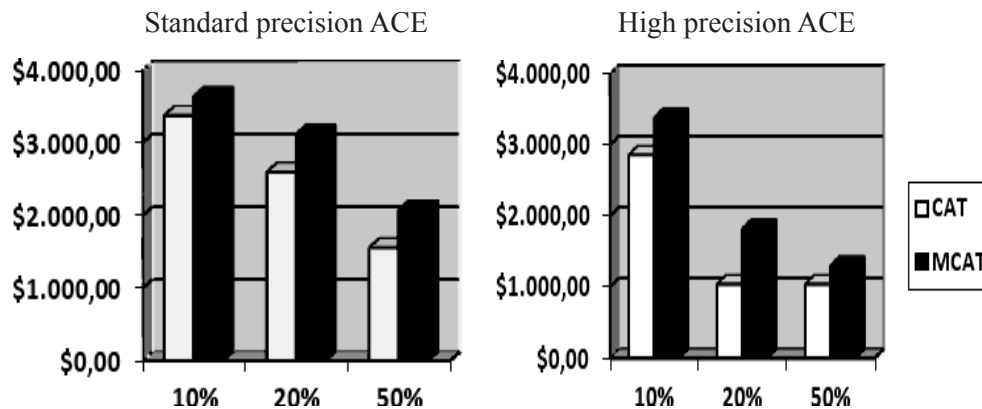 Standard precision ACE
$4.000,00
$3.000,00
$2.000,00
$1.000,00
$0,00
10% 20% 50%
High precision ACE
$4.000,00
$3.000,00
$2.000,00
$1.000,00
$0,00
10% 20% 50%
CAT
MCAT